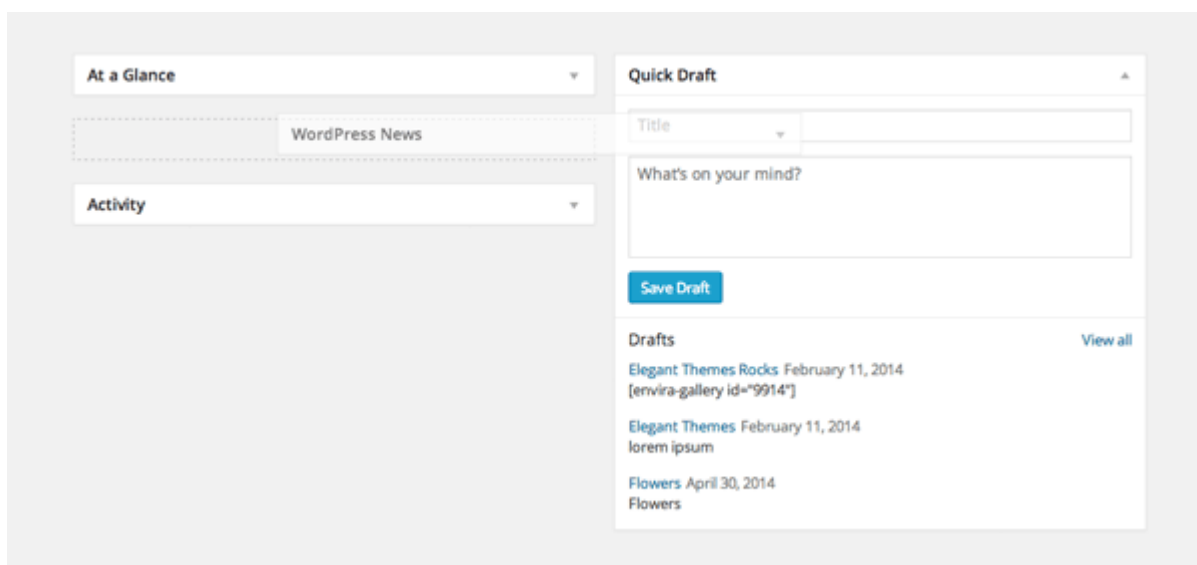 At a Glance
WordPress News
Activity
Quick Draft
Title
What's on your mind?
Save Draft
Drafts View all
Elegant Themes Rocks February 11, 2014
[envira-gallery id="9914"]
Elegant Themes February 11, 2014
lorem ipsum
Flowers April 30, 2014
Flowers